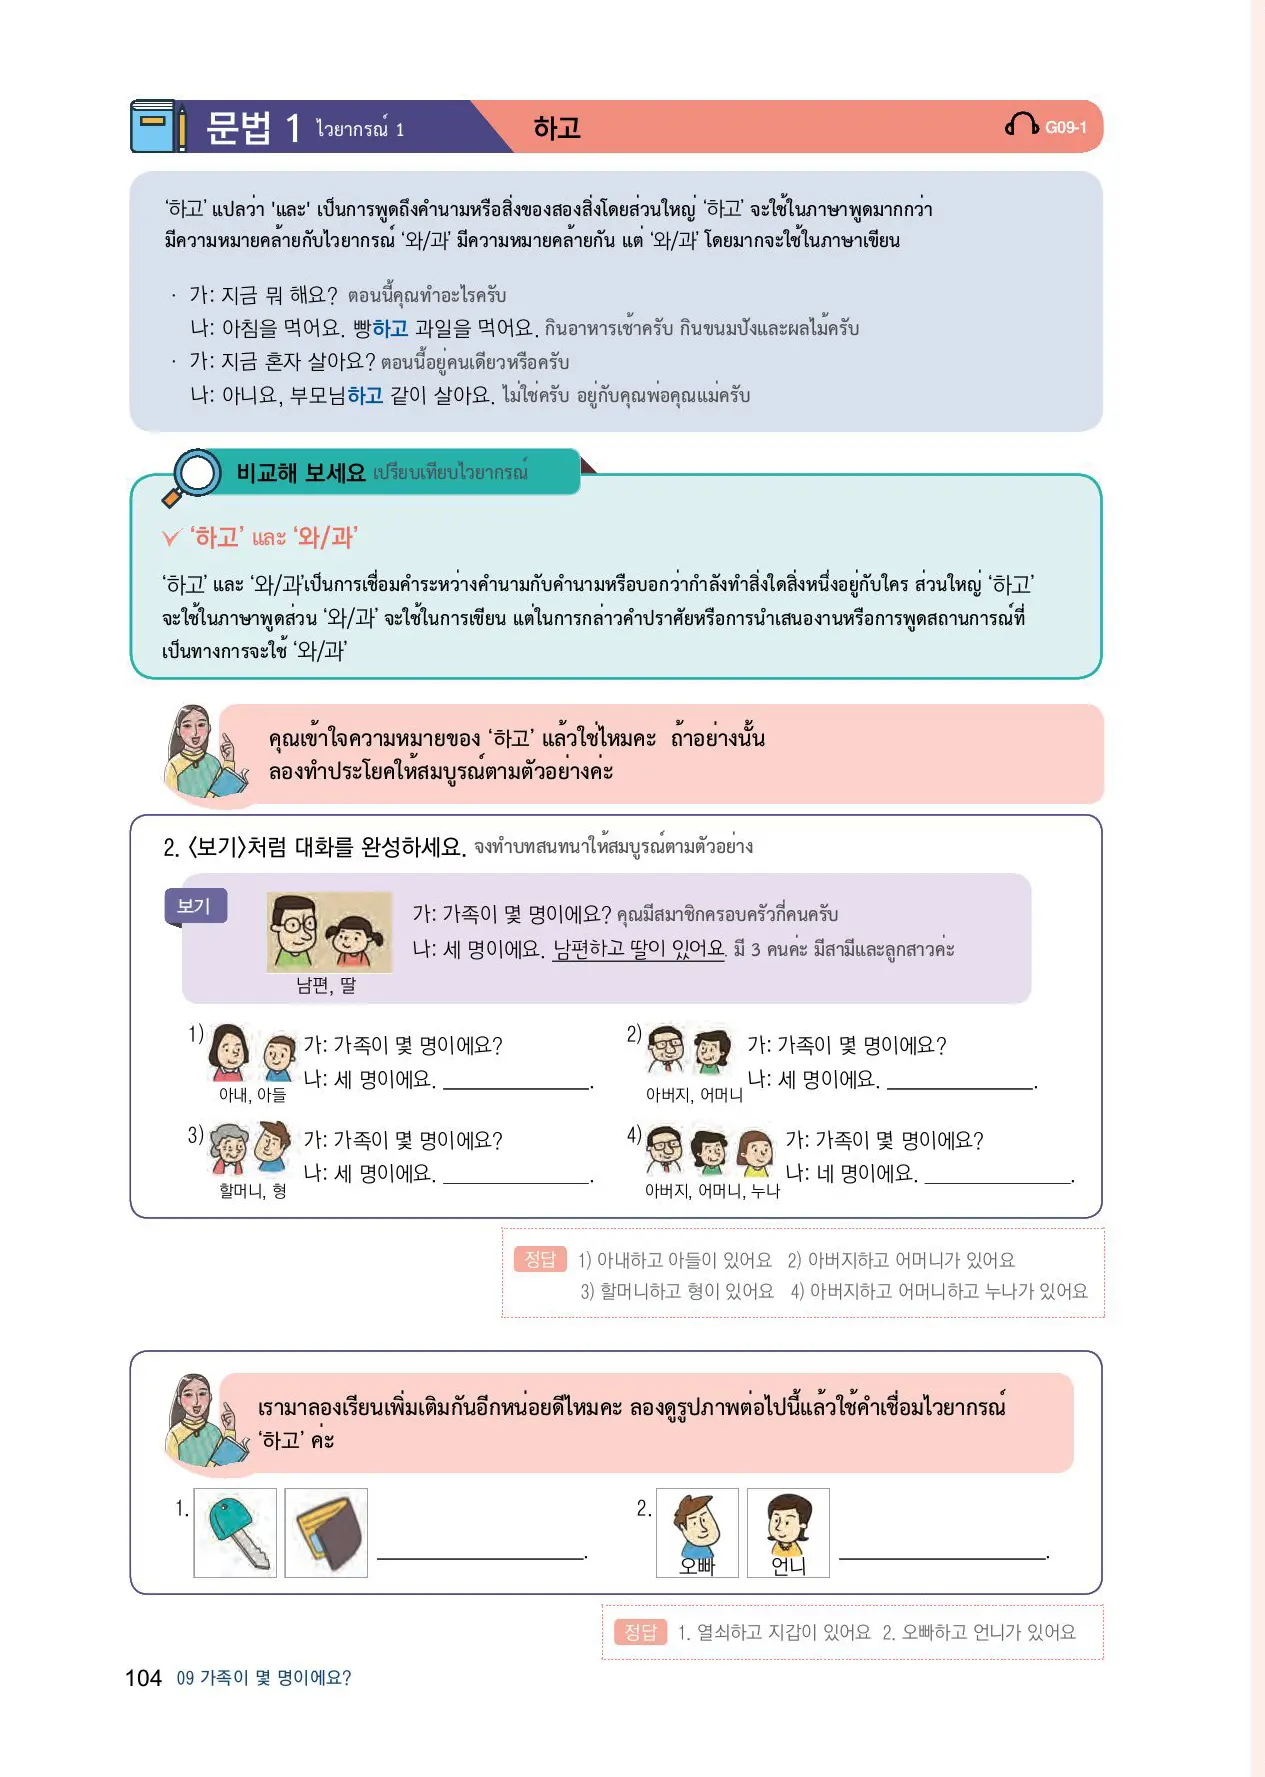 문법 1 ไวยากรณ์ 1 하고 G09-1
‘하고’ แปลว่า 'และ' เป็นการพูดถึงคำนามหรือสิ่งของสองสิ่งโดยส่วนใหญ่ ‘하고’ จะใช้ในภาษาพูดมากกว่า
มีความหมายคล้ายกับไวยากรณ์ ‘와/과’ มีความหมายคล้ายกัน แต่ ‘와/과’ โดยมากจะใช้ในภาษาเขียน
· 가: 지금 뭐 해요? ตอนนี้คุณทำอะไรครับ
나: 아침을 먹어요. 빵하고 과일을 먹어요. กินอาหารเช้าครับ กินขนมปังและผลไม้ครับ
· 가: 지금 혼자 살아요? ตอนนี้อยู่คนเดียวหรือครับ
나: 아니요, 부모님하고 같이 살아요. ไม่ใช่ครับ อยู่กับคุณพ่อคุณแม่ครับ
비교해 보세요 เปรียบเทียบไวยากรณ์
‘하고’ และ ‘와/과’
‘하고’ และ ‘와/과’เป็นการเชื่อมคำระหว่างคำนามกับคำนามหรือบอกว่ากำลังทำสิ่งใดสิ่งหนึ่งอยู่กับใคร ส่วนใหญ่ ‘하고’
จะใช้ในภาษาพูดส่วน ‘와/과’ จะใช้ในการเขียน แต่ในการกล่าวคำปราศัยหรือการนำเสนองานหรือการพูดสถานการณ์ที่
เป็นทางการจะใช้ ‘와/과’
คุณเข้าใจความหมายของ ‘하고’ แล้วใช่ไหมคะ ถ้าอย่างนั้น
ลองทำประโยคให้สมบูรณ์ตามตัวอย่างค่ะ
2. 〈보기〉처럼 대화를 완성하세요. จงทำบทสนทนาให้สมบูรณ์ตามตัวอย่าง
보기
가: 가족이 몇 명이에요? คุณมีสมาชิกครอบครัวกี่คนครับ
나: 세 명이에요. 남편하고 딸이 있어요. มี 3 คนค่ะ มีสามีและลูกสาวค่ะ
남편, 딸
1) 가: 가족이 몇 명이에요?
나: 세 명이에요. ______________.
아내, 아들
2) 가: 가족이 몇 명이에요?
나: 세 명이에요. ______________.
아버지, 어머니
3) 가: 가족이 몇 명이에요?
나: 세 명이에요. ______________.
할머니, 형
4) 가: 가족이 몇 명이에요?
나: 네 명이에요. ______________.
아버지, 어머니, 누나
정답 1) 아내하고 아들이 있어요 2) 아버지하고 어머니가 있어요
3) 할머니하고 형이 있어요 4) 아버지하고 어머니하고 누나가 있어요
เรามาลองเรียนเพิ่มเติมกันอีกหน่อยดีไหมคะ ลองดูรูปภาพต่อไปนี้แล้วใช้คำเชื่อมไวยากรณ์
‘하고’ ค่ะ
1. ____________________.
2. 오빠 언니 ____________________.
정답 1. 열쇠하고 지갑이 있어요 2. 오빠하고 언니가 있어요
104 09 가족이 몇 명이에요?